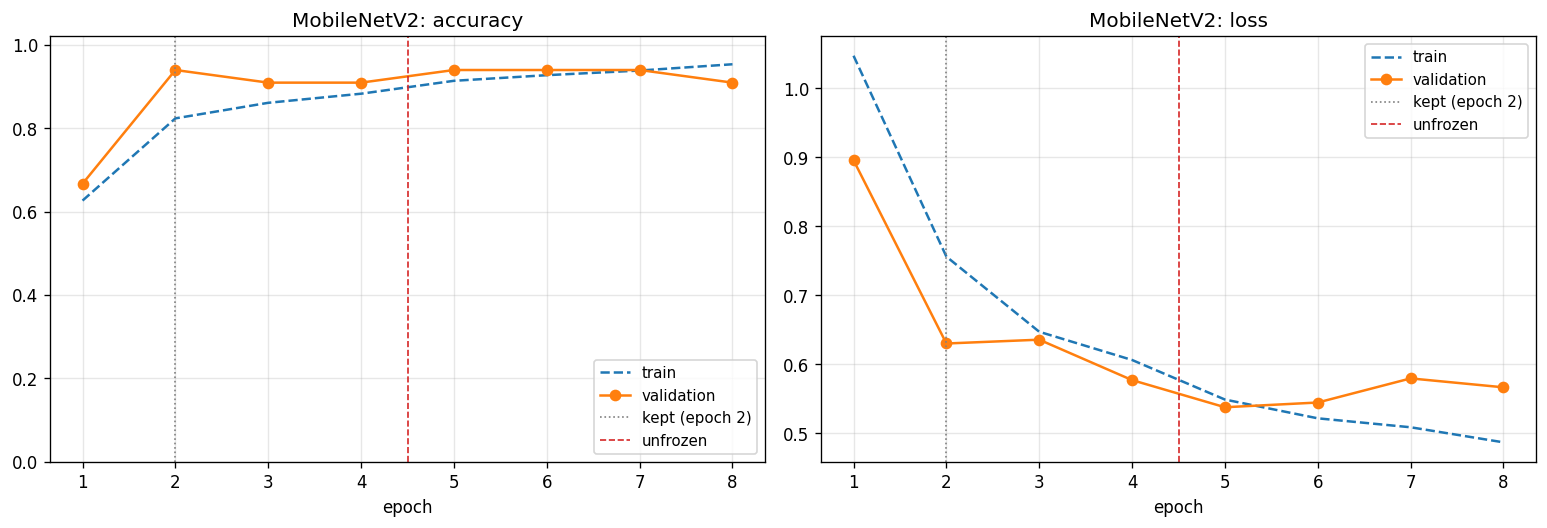 MobileNetV2: accuracy
1.0
0.8
0.6
0.4
0.2
0.0
train
validation
kept (epoch 2)
unfrozen
1 2 3 4 5 6 7 8
epoch
MobileNetV2: loss
1.0
0.9
0.8
0.7
0.6
0.5
train
validation
kept (epoch 2)
unfrozen
1 2 3 4 5 6 7 8
epoch